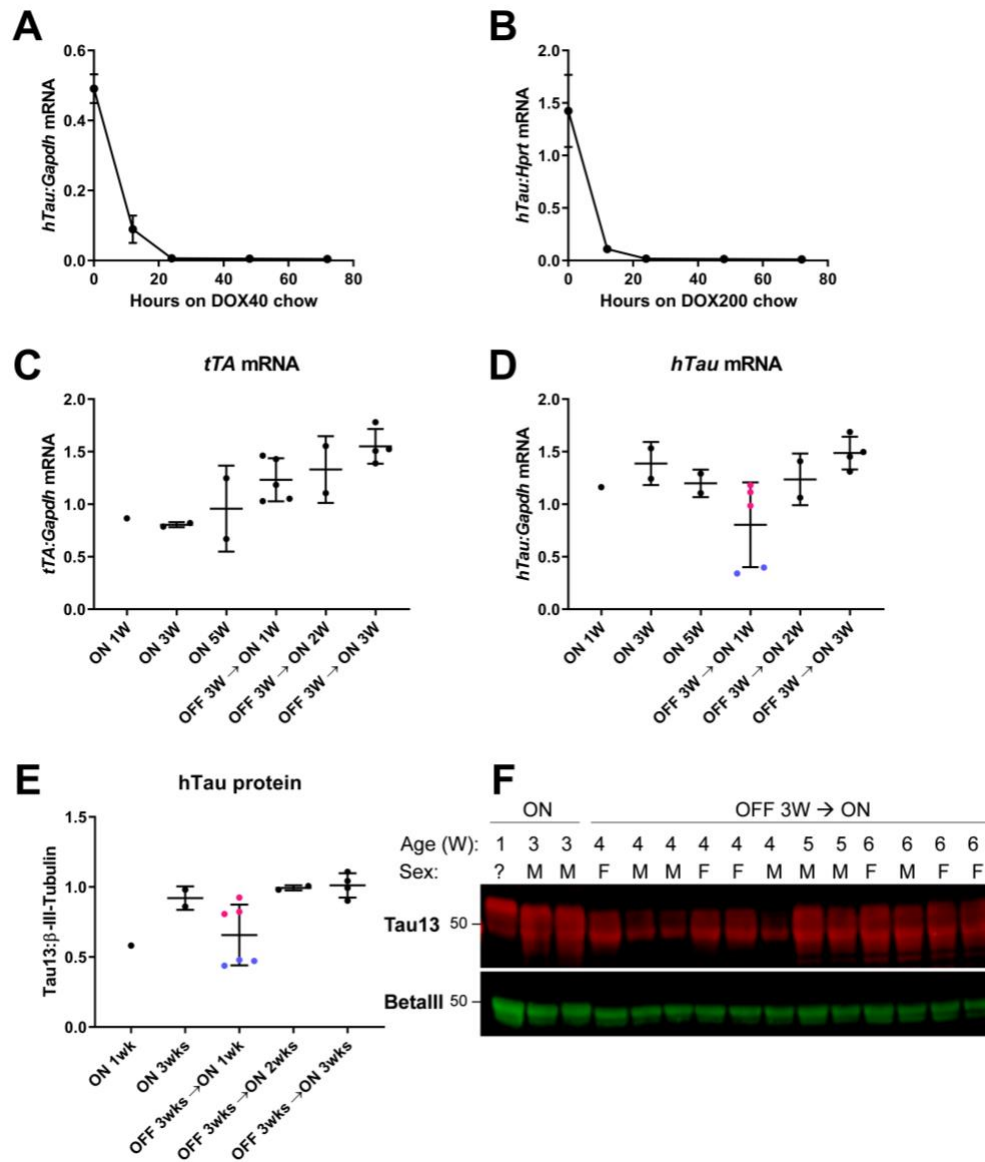 A
hTau:Gapdh mRNA
0.6
0.4
0.2
0.0
0 20 40 60 80
Hours on DOX40 chow
B
hTau:Hprt mRNA
2.0
1.5
1.0
0.5
0.0
0 20 40 60 80
Hours on DOX200 chow
C
tTA mRNA
tTA:Gapdh mRNA
2.0
1.5
1.0
0.5
0.0
ON 1W
ON 3W
ON 5W
OFF 3W → ON 1W
OFF 3W → ON 2W
OFF 3W → ON 3W
D
hTau mRNA
hTau:Gapdh mRNA
2.0
1.5
1.0
0.5
0.0
ON 1W
ON 3W
ON 5W
OFF 3W → ON 1W
OFF 3W → ON 2W
OFF 3W → ON 3W
E
hTau protein
Tau13:β-III-Tubulin
1.5
1.0
0.5
0.0
ON 1wk
ON 3wks
OFF 3wks →ON 1wk
OFF 3wks →ON 2wks
OFF 3wks →ON 3wks
F
ON OFF 3W → ON
Age (W): 1 3 3 4 4 4 4 4 4 5 5 6 6 6 6
Sex: ? M M F M M F F M M M F M F F
Tau13 50
BetaIII 50